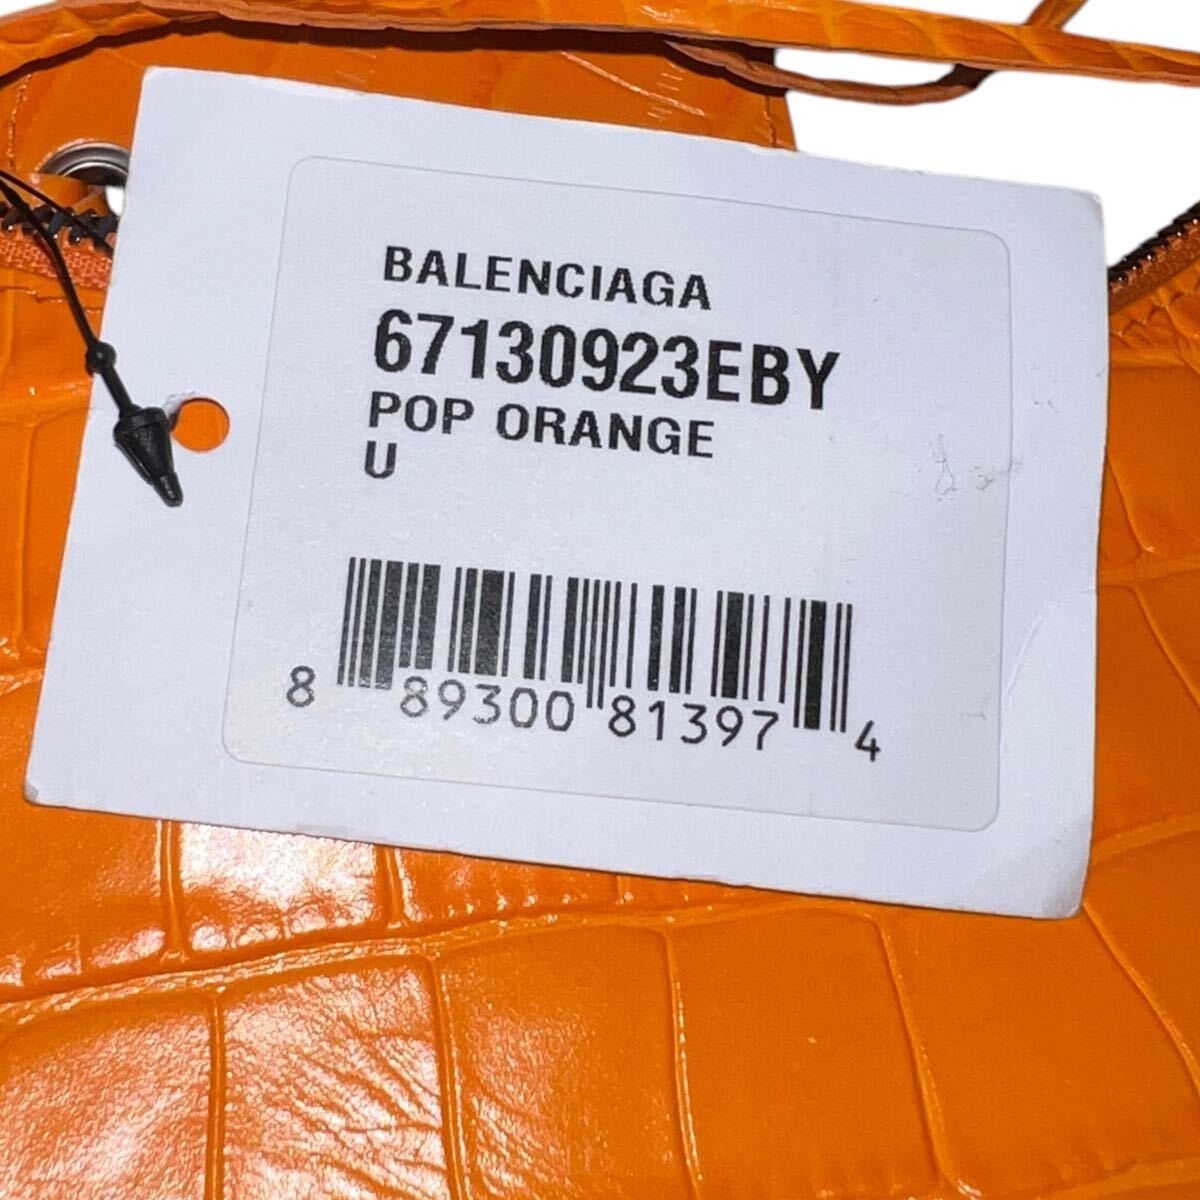 BALENCIAGA
67130923EBY
POP ORANGE
U
8 89300 81397 4